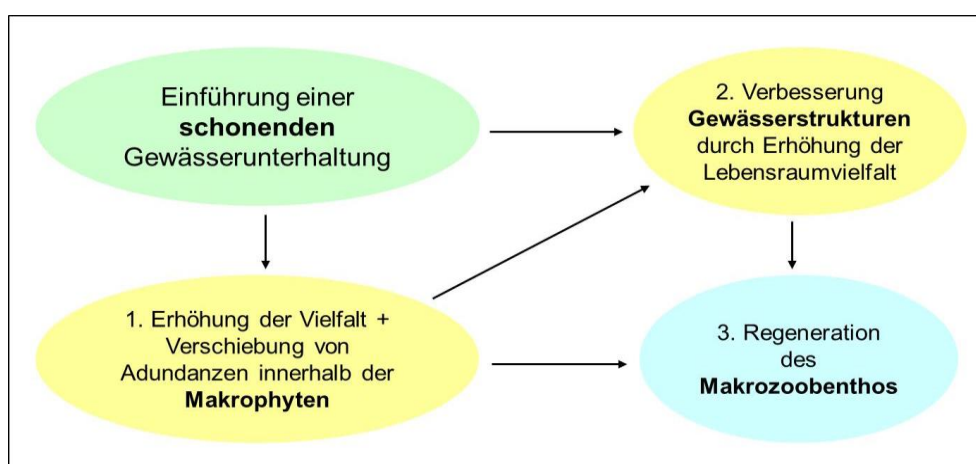 Einführung einer
schonenden
Gewässerunterhaltung
2. Verbesserung
Gewässerstrukturen
durch Erhöhung der
Lebensraumvielfalt
1. Erhöhung der Vielfalt +
Verschiebung von
Adundanzen innerhalb der
Makrophyten
3. Regeneration
des
Makrozoobenthos